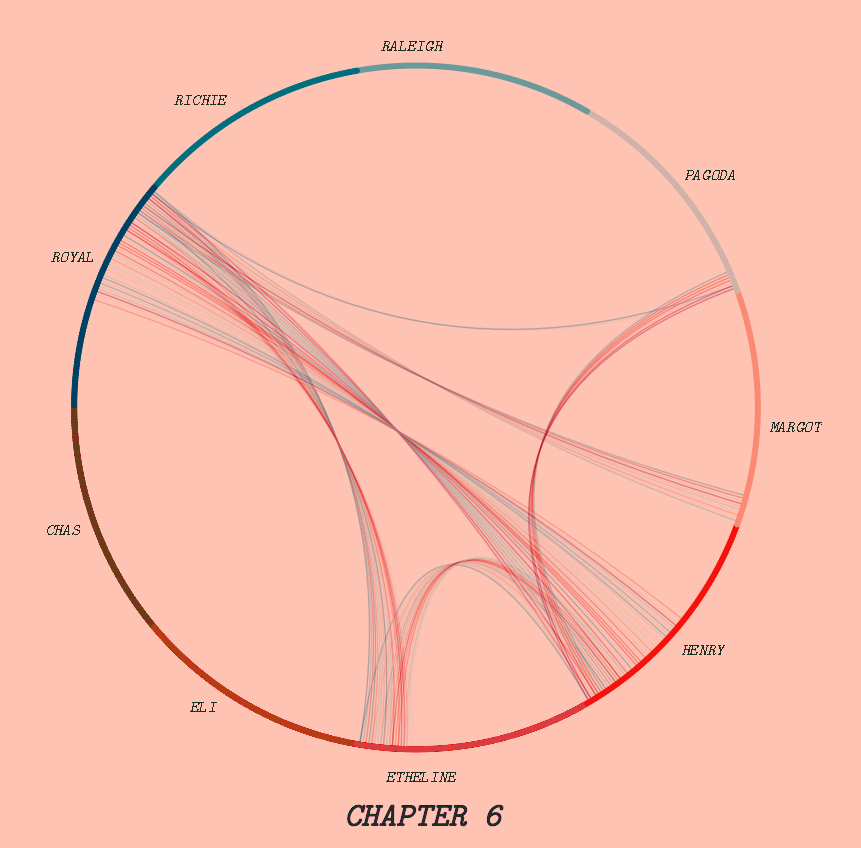 RALEIGH
RICHIE
PAGODA
ROYAL
MARGOT
CHAS
HENRY
ELI
ETHELINE
CHAPTER 6